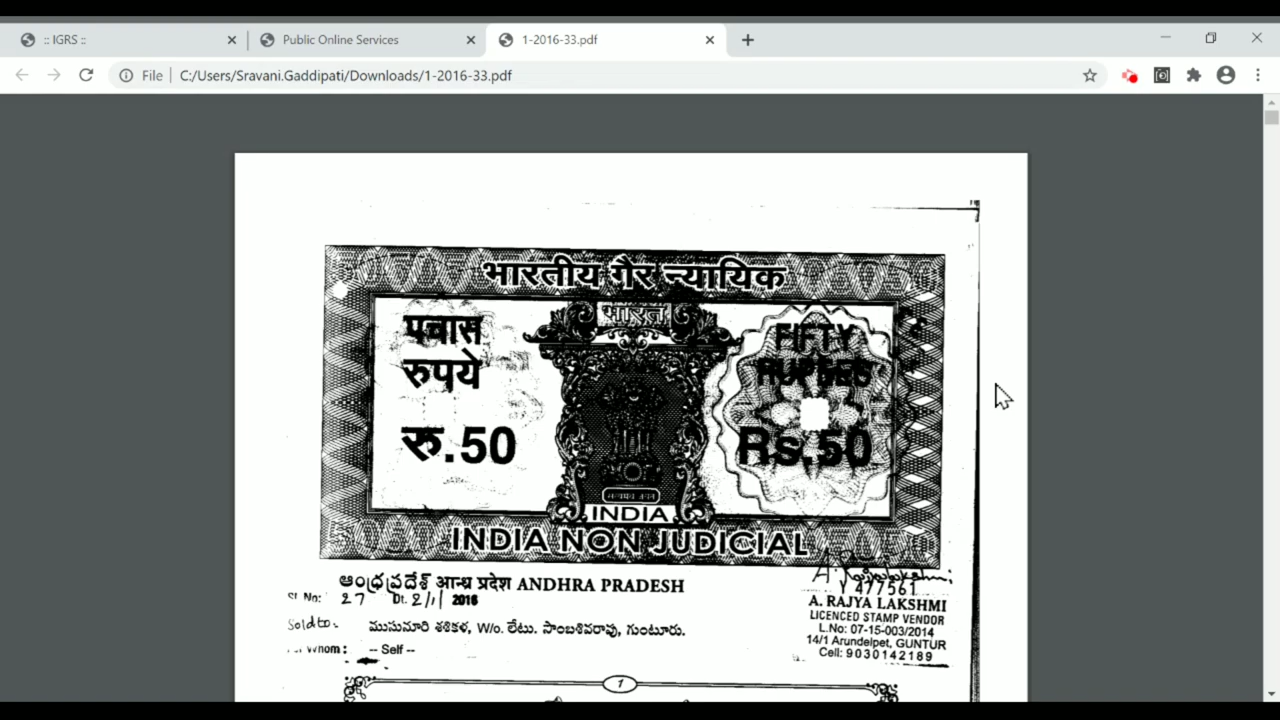 :: IGRS ::
Public Online Services
1-2016-33.pdf
File
C:/Users/Sravani.Gaddipati/Downloads/1-2016-33.pdf
भारतीय गैर न्यायिक
भारत
पचास
रुपये
रु.50
FIFTY
RUPEES
Rs.50
सत्यमेव जयते
INDIA
INDIA NON JUDICIAL
ఆంధ్రప్రదేశ్ आन्ध्र प्रदेश ANDHRA PRADESH
477561
Sl No: 27 Dt. 2/1/2016
Sold to:- ముసుమారి శశికళ, W/o. లేటు. సాంబశివరావు, గుంటూరు.
Whom : -- Self --
A. RAJYA LAKSHMI
LICENCED STAMP VENDOR
L.No: 07-15-003/2014
14/1 Arundelpet, GUNTUR
Cell: 9030142189
1